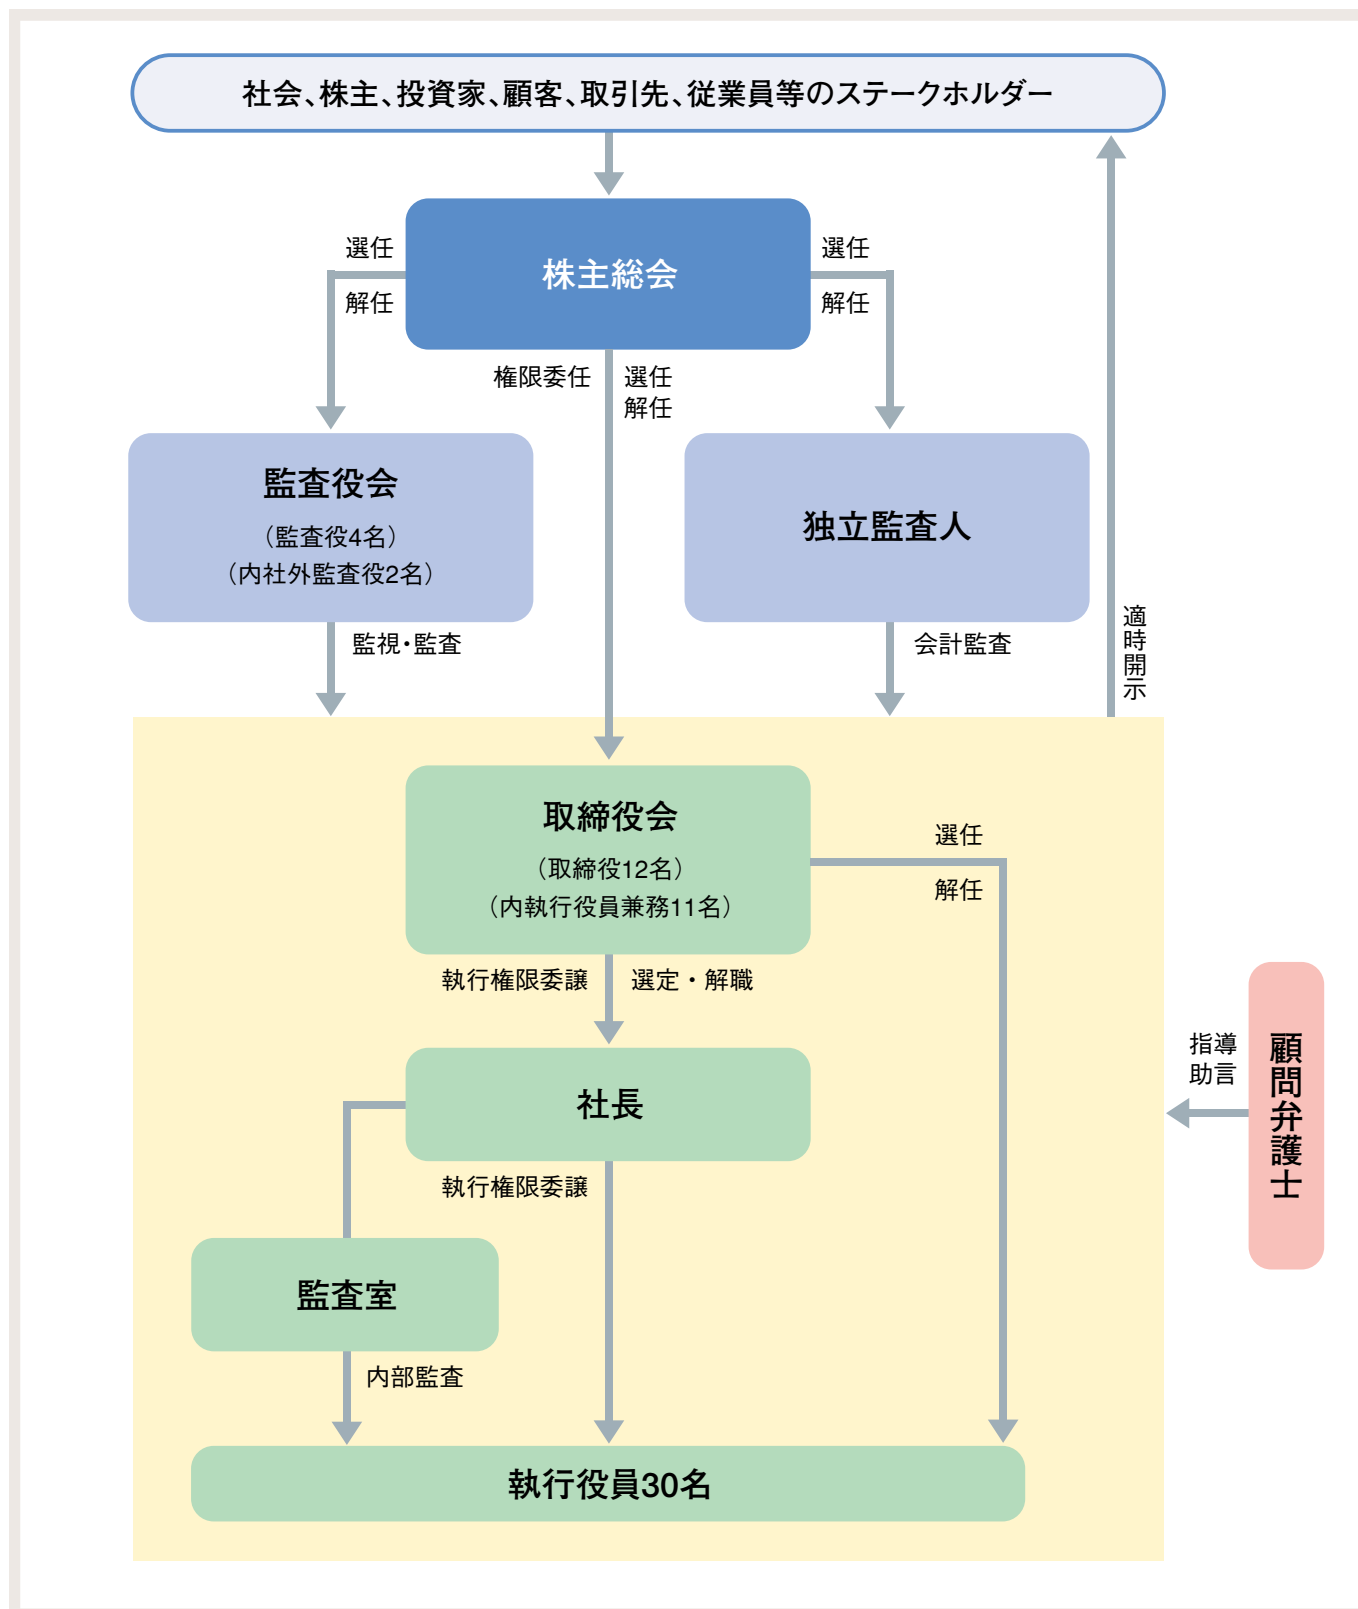 社会、株主、投資家、顧客、取引先、従業員等のステークホルダー
株主総会
選任
解任
選任
解任
権限委任
選任
解任
監査役会
（監査役4名）
（内社外監査役2名）
独立監査人
監視・監査
会計監査
適時開示
取締役会
（取締役12名）
（内執行役員兼務11名）
選任
解任
執行権限委譲
選定・解職
社長
指導
助言
顧問弁護士
執行権限委譲
監査室
内部監査
執行役員30名